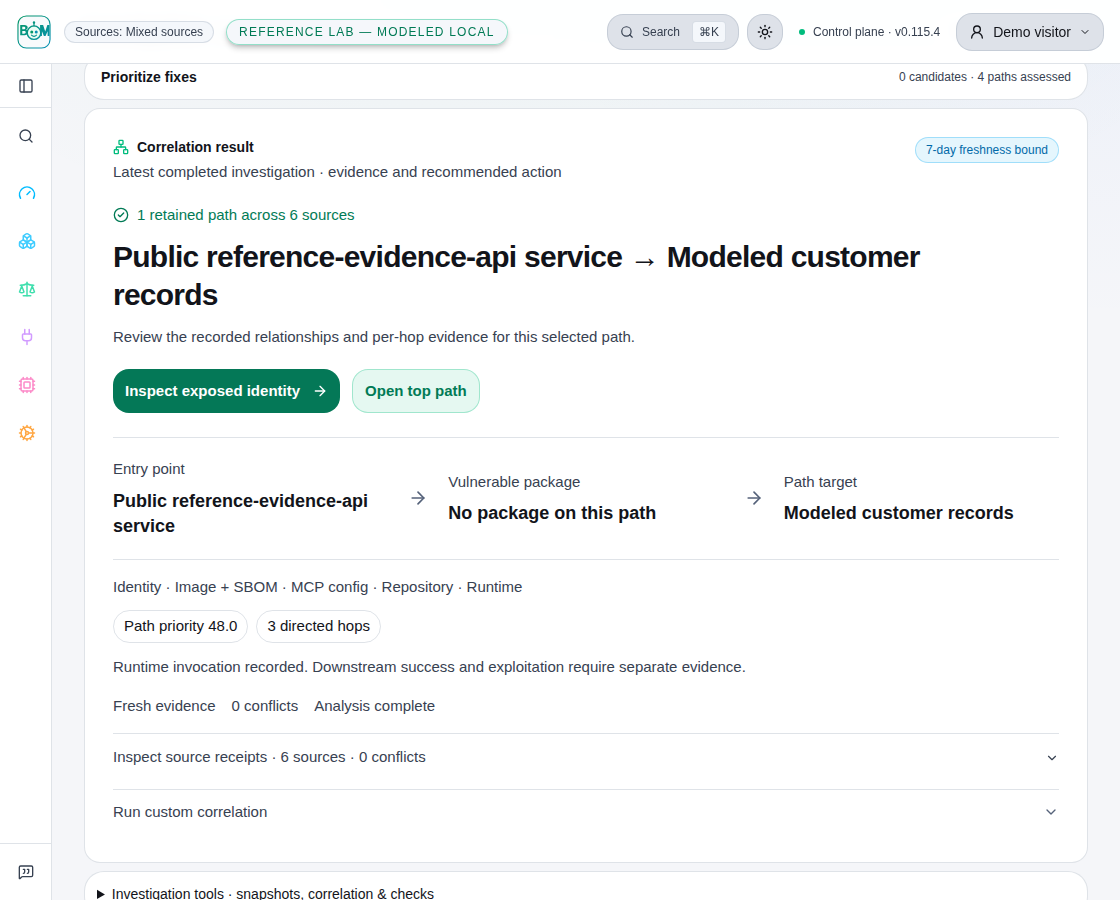 BOM
Sources: Mixed sources
REFERENCE LAB — MODELED LOCAL
Search ⌘K
Control plane · v0.115.4
Demo visitor
Prioritize fixes
0 candidates · 4 paths assessed
Correlation result
7-day freshness bound
Latest completed investigation · evidence and recommended action
1 retained path across 6 sources
Public reference-evidence-api service → Modeled customer
records
Review the recorded relationships and per-hop evidence for this selected path.
Inspect exposed identity →
Open top path
Entry point
Public reference-evidence-api
service
→
Vulnerable package
No package on this path
→
Path target
Modeled customer records
Identity · Image + SBOM · MCP config · Repository · Runtime
Path priority 48.0
3 directed hops
Runtime invocation recorded. Downstream success and exploitation require separate evidence.
Fresh evidence 0 conflicts Analysis complete
Inspect source receipts · 6 sources · 0 conflicts
Run custom correlation
Investigation tools · snapshots, correlation & checks